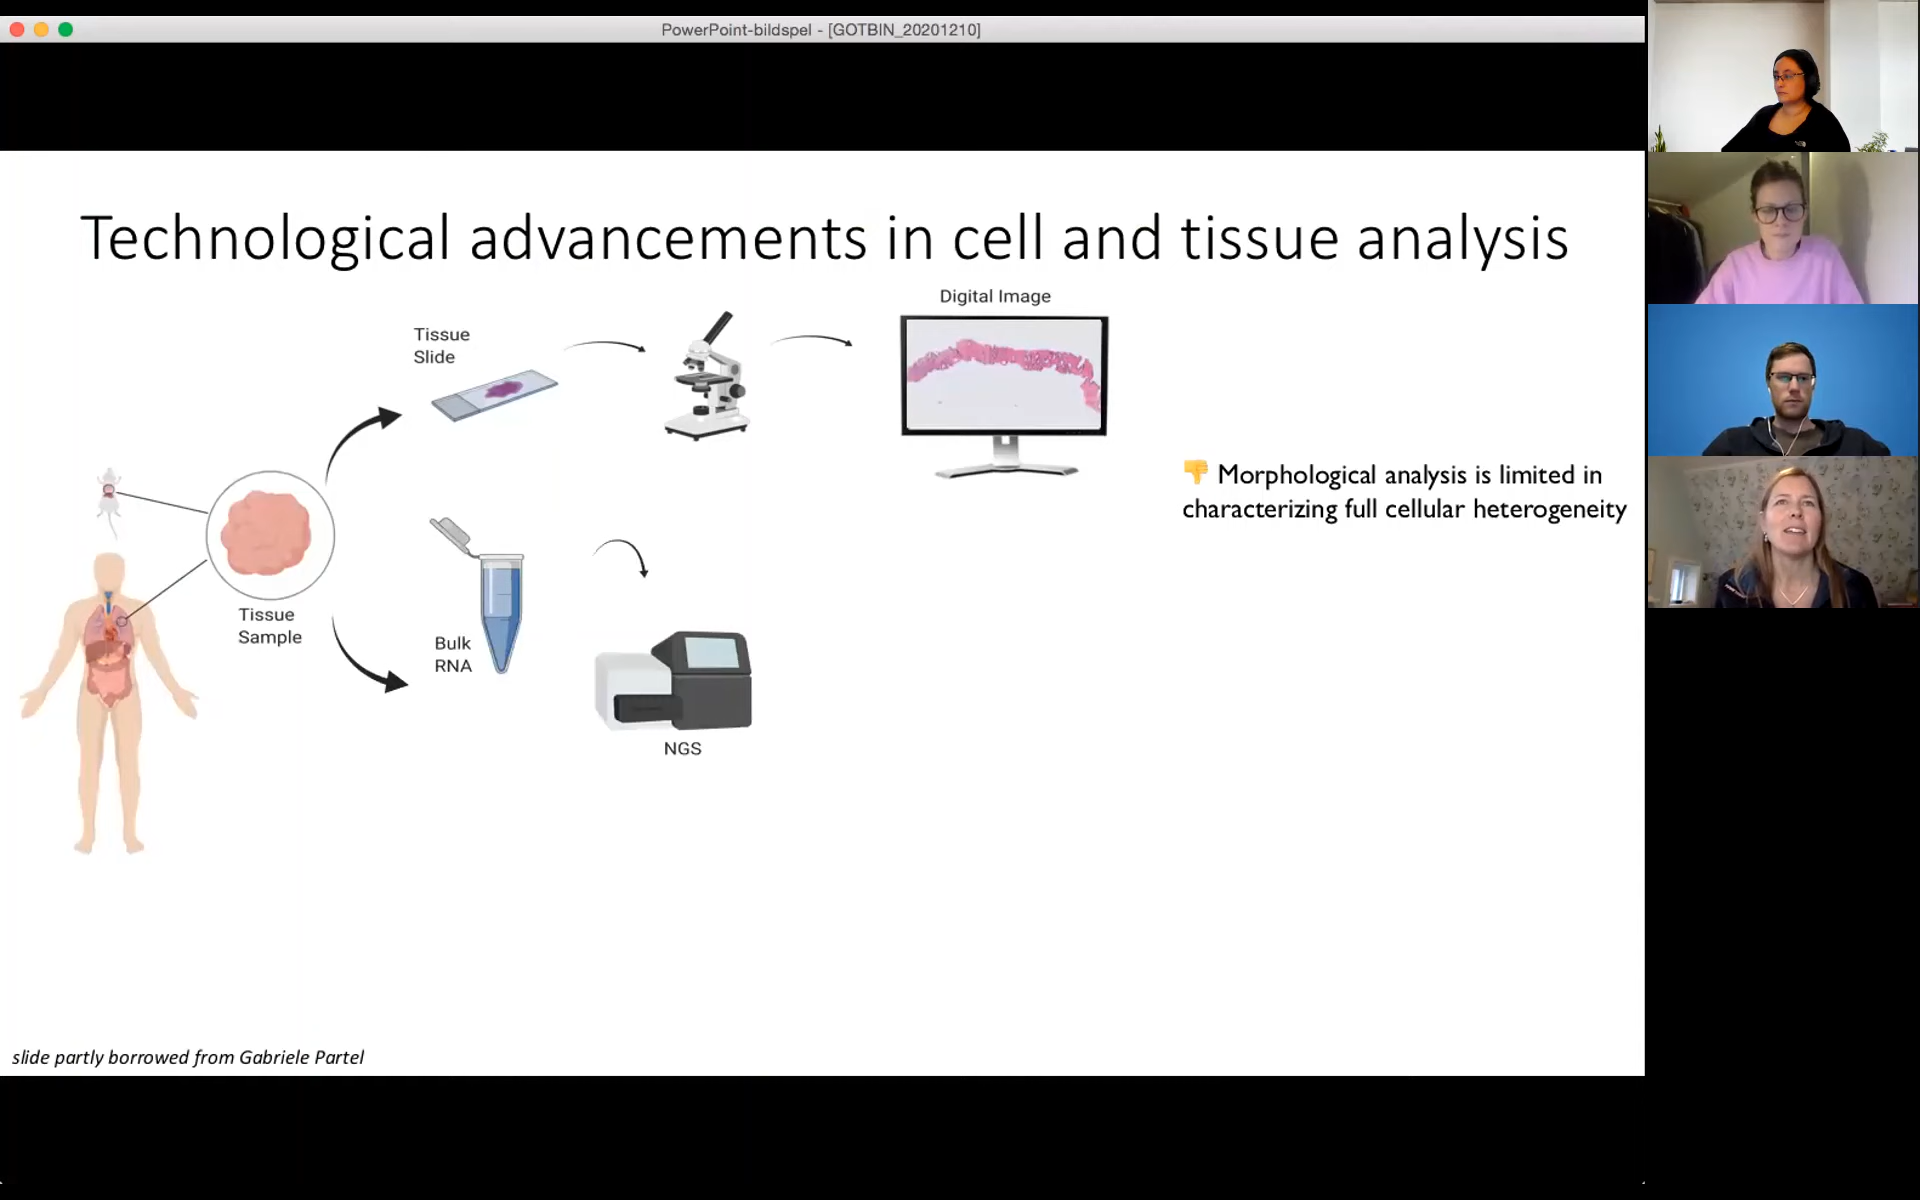 PowerPoint-bildspel - [GOTBIN_20201210]
Technological advancements in cell and tissue analysis
Digital Image
Tissue
Slide
👎 Morphological analysis is limited in
characterizing full cellular heterogeneity
Tissue
Sample
Bulk
RNA
NGS
slide partly borrowed from Gabriele Partel